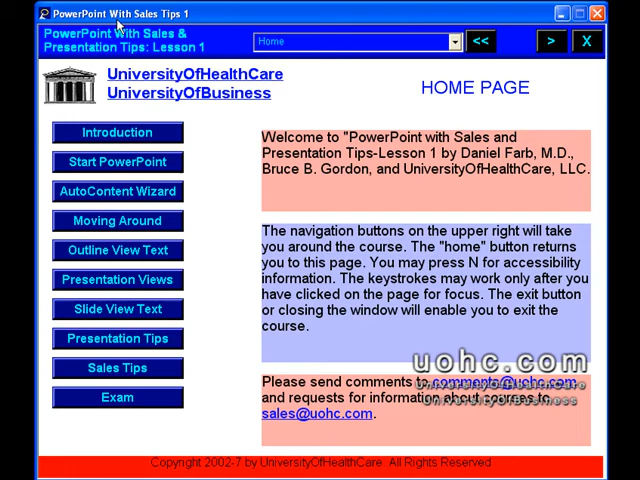 PowerPoint With Sales Tips 1
PowerPoint With Sales &
Presentation Tips: Lesson 1
Home
<<
>
X
UniversityOfHealthCare
UniversityOfBusiness
HOME PAGE
Introduction
Start PowerPoint
AutoContent Wizard
Moving Around
Outline View Text
Presentation Views
Slide View Text
Presentation Tips
Sales Tips
Exam
Welcome to "PowerPoint with Sales and
Presentation Tips-Lesson 1 by Daniel Farb, M.D.,
Bruce B. Gordon, and UniversityOfHealthCare, LLC.
The navigation buttons on the upper right will take
you around the course. The "home" button returns
you to this page. You may press N for accessibility
information. The keystrokes may work only after you
have clicked on the page for focus. The exit button
or closing the window will enable you to exit the
course.
uohc.com
Please send comments to comments@uohc.com
UniversityOfHealthCare
and requests for information about courses to
UniversityOfBusiness
sales@uohc.com.
Copyright 2002-7 by UniversityOfHealthCare. All Rights Reserved